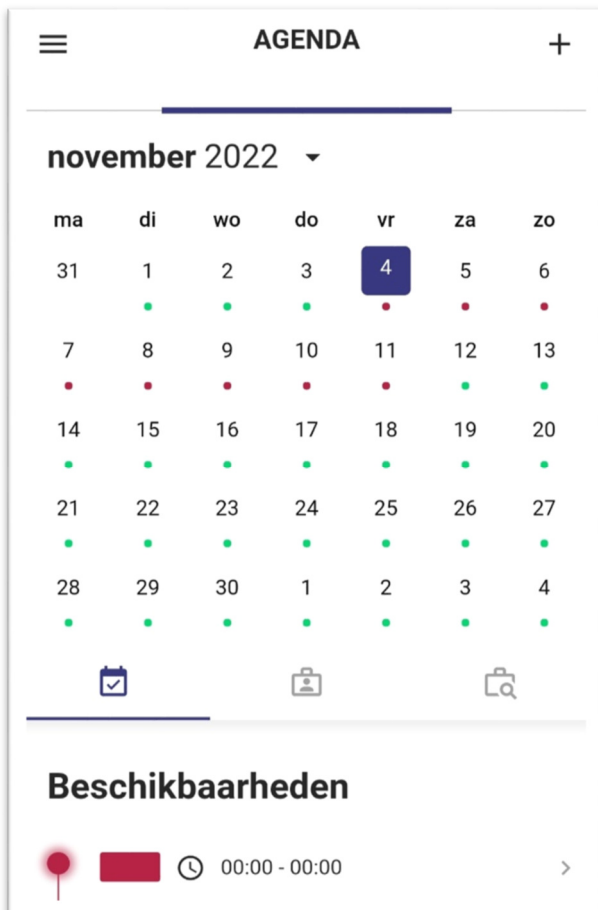 AGENDA
november 2022
ma di wo do vr za zo
31 1 2 3 4 5 6
7 8 9 10 11 12 13
14 15 16 17 18 19 20
21 22 23 24 25 26 27
28 29 30 1 2 3 4
Beschikbaarheden
00:00 - 00:00